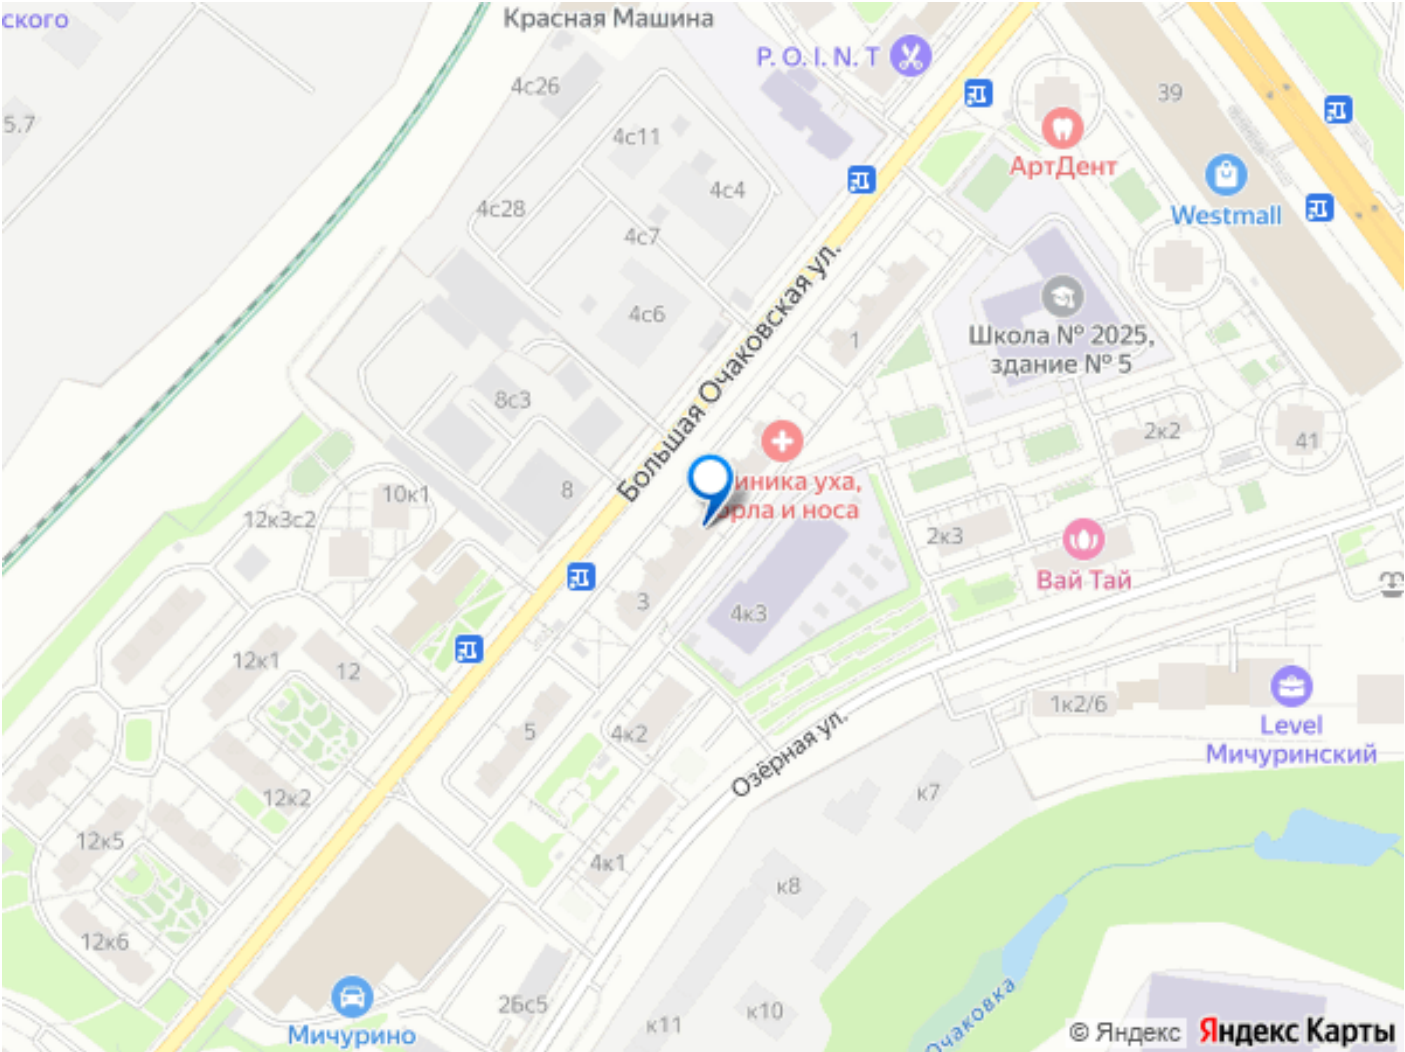 ского
Красная Машина
P. O. I. N. T
39
4с26
5.7
4с11
АртДент
4с4
Westmall
4с28
4с7
Большая Очаковская ул.
4с6
1
Школа № 2025,
здание № 5
8с3
2к2
41
10к1
8
иника уха,
орла и носа
12к3с2
2к3
Вай Тай
3
4к3
12к1
12
1к2/6
5
4к2
Level
Мичуринский
Озёрная ул.
12к2
к7
12к5
4к1
к8
12к6
26с5
к10
к11
Очаковка
Мичурино
© Яндекс Яндекс Карты